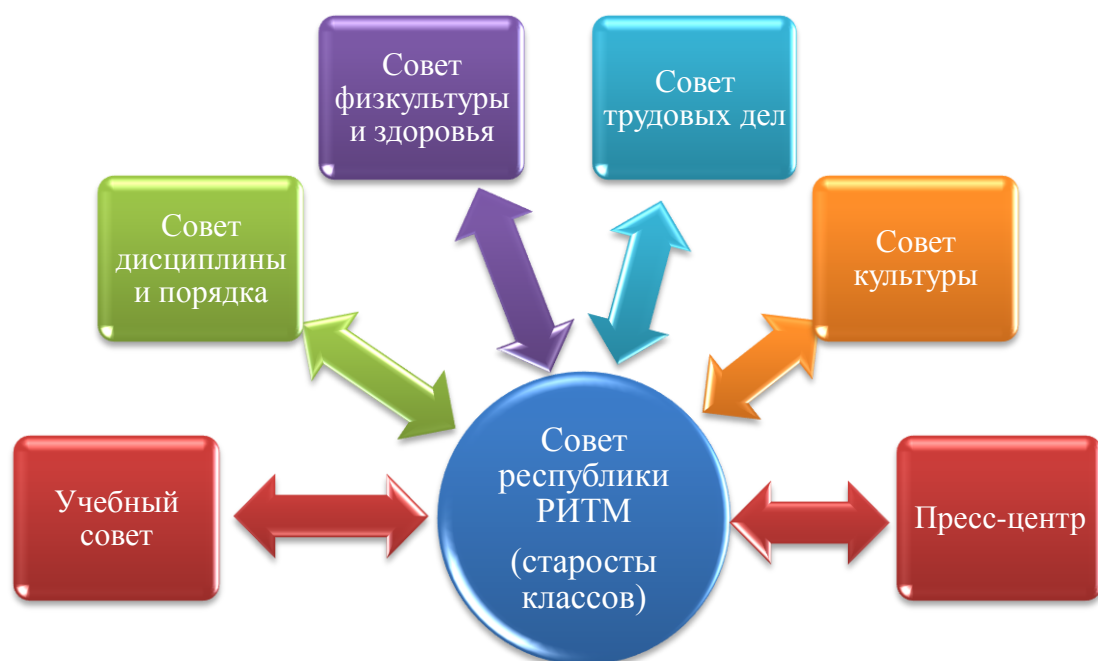 Совет
физкультуры
и здоровья
Совет
трудовых дел
Совет
дисциплины
и порядка
Совет
культуры
Учебный
совет
Совет
республики
РИТМ
(старосты
классов)
Пресс-центр